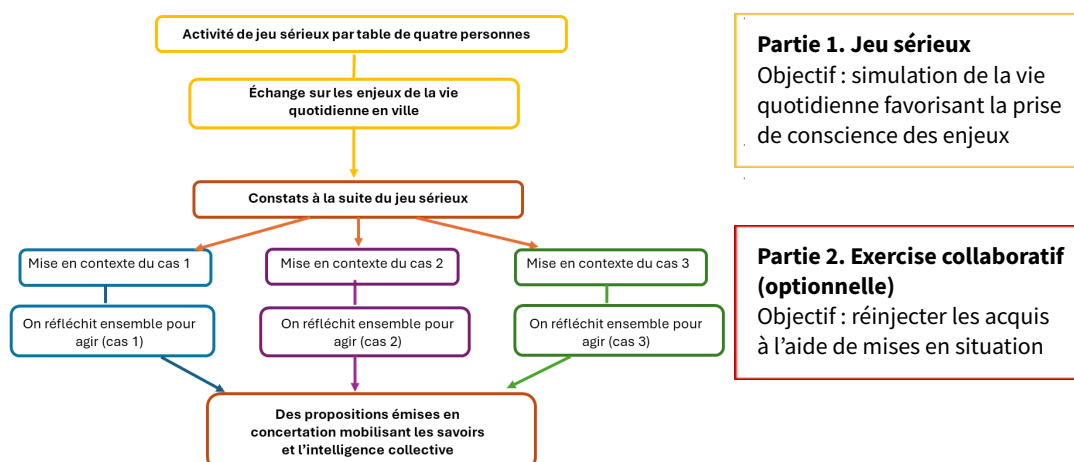 Activité de jeu sérieux par table de quatre personnes
Échange sur les enjeux de la vie
quotidienne en ville
Constats à la suite du jeu sérieux
Mise en contexte du cas 1
Mise en contexte du cas 2
Mise en contexte du cas 3
On réfléchit ensemble pour
agir (cas 1)
On réfléchit ensemble pour
agir (cas 2)
On réfléchit ensemble pour
agir (cas 3)
Des propositions émises en
concertation mobilisant les savoirs
et l’intelligence collective
Partie 1. Jeu sérieux
Objectif : simulation de la vie
quotidienne favorisant la prise
de conscience des enjeux
Partie 2. Exercise collaboratif
(optionnelle)
Objectif : réinjecter les acquis
à l’aide de mises en situation